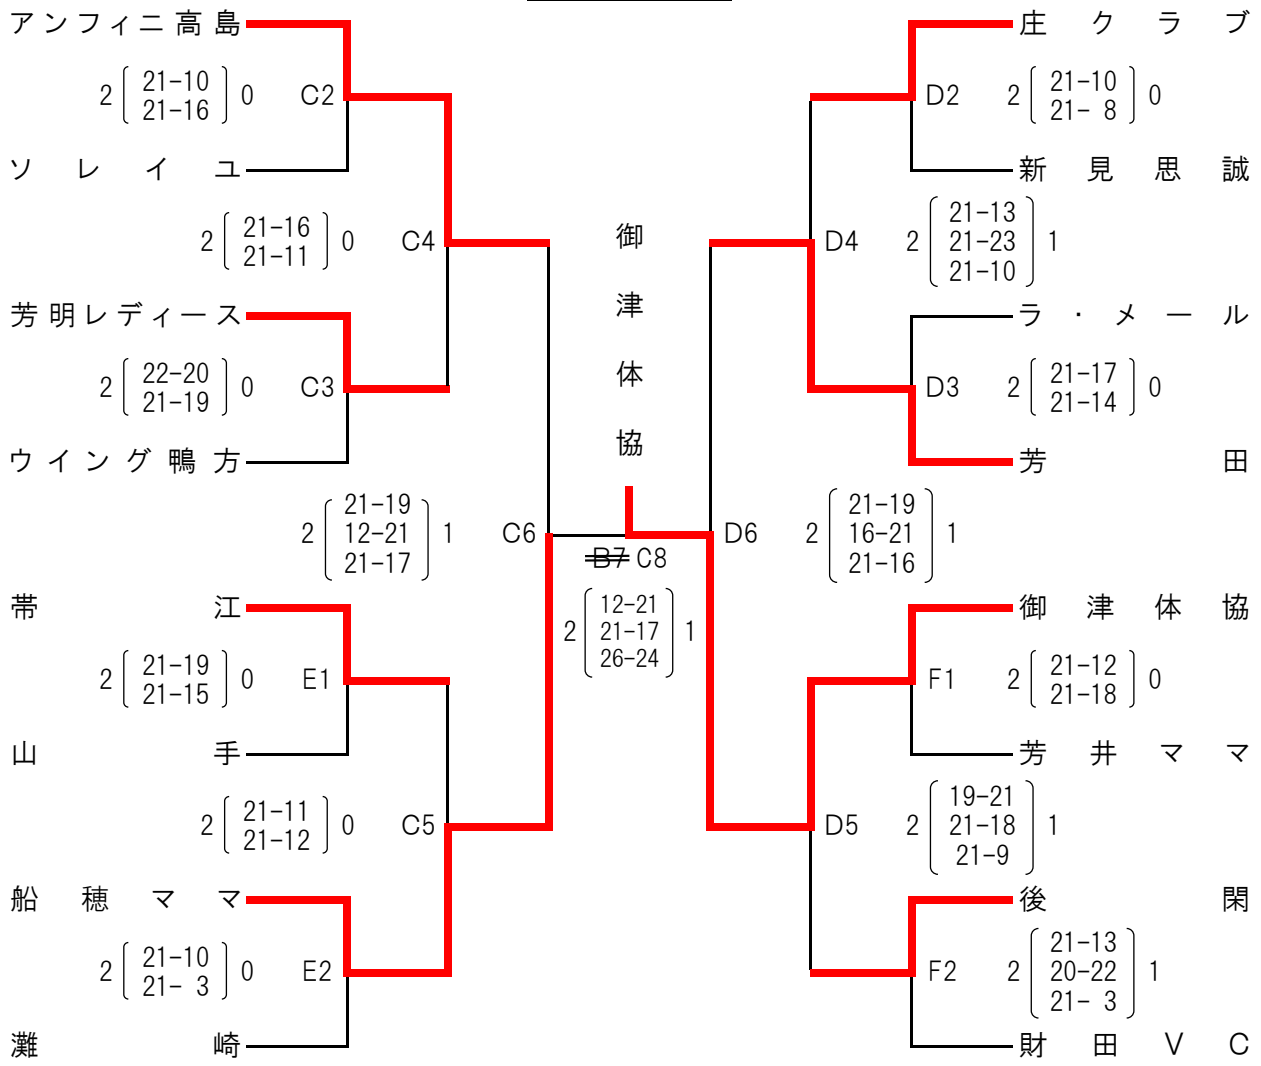 アンフィニ高島
2 21-10 0 C2
21-16
ソレイユ
2 21-16 0 C4
21-11
芳明レディース
2 22-20 0 C3
21-19
ウイング鴨方
21-19
2 12-21 1 C6
21-17
帯江
2 21-19 0 E1
21-15
山手
2 21-11 0 C5
21-12
船穂ママ
2 21-10 0 E2
21- 3
灘崎
御津体協
B7 C8
12-21
2 21-17 1
26-24
庄クラブ
D2 2 21-10 0
21- 8
新見思誠
21-13
D4 2 21-23 1
21-10
ラ・メール
D3 2 21-17 0
21-14
芳田
21-19
D6 2 16-21 1
21-16
御津体協
F1 2 21-12 0
21-18
芳井ママ
19-21
D5 2 21-18 1
21-9
後閑
21-13
F2 2 20-22 1
21- 3
財田VC